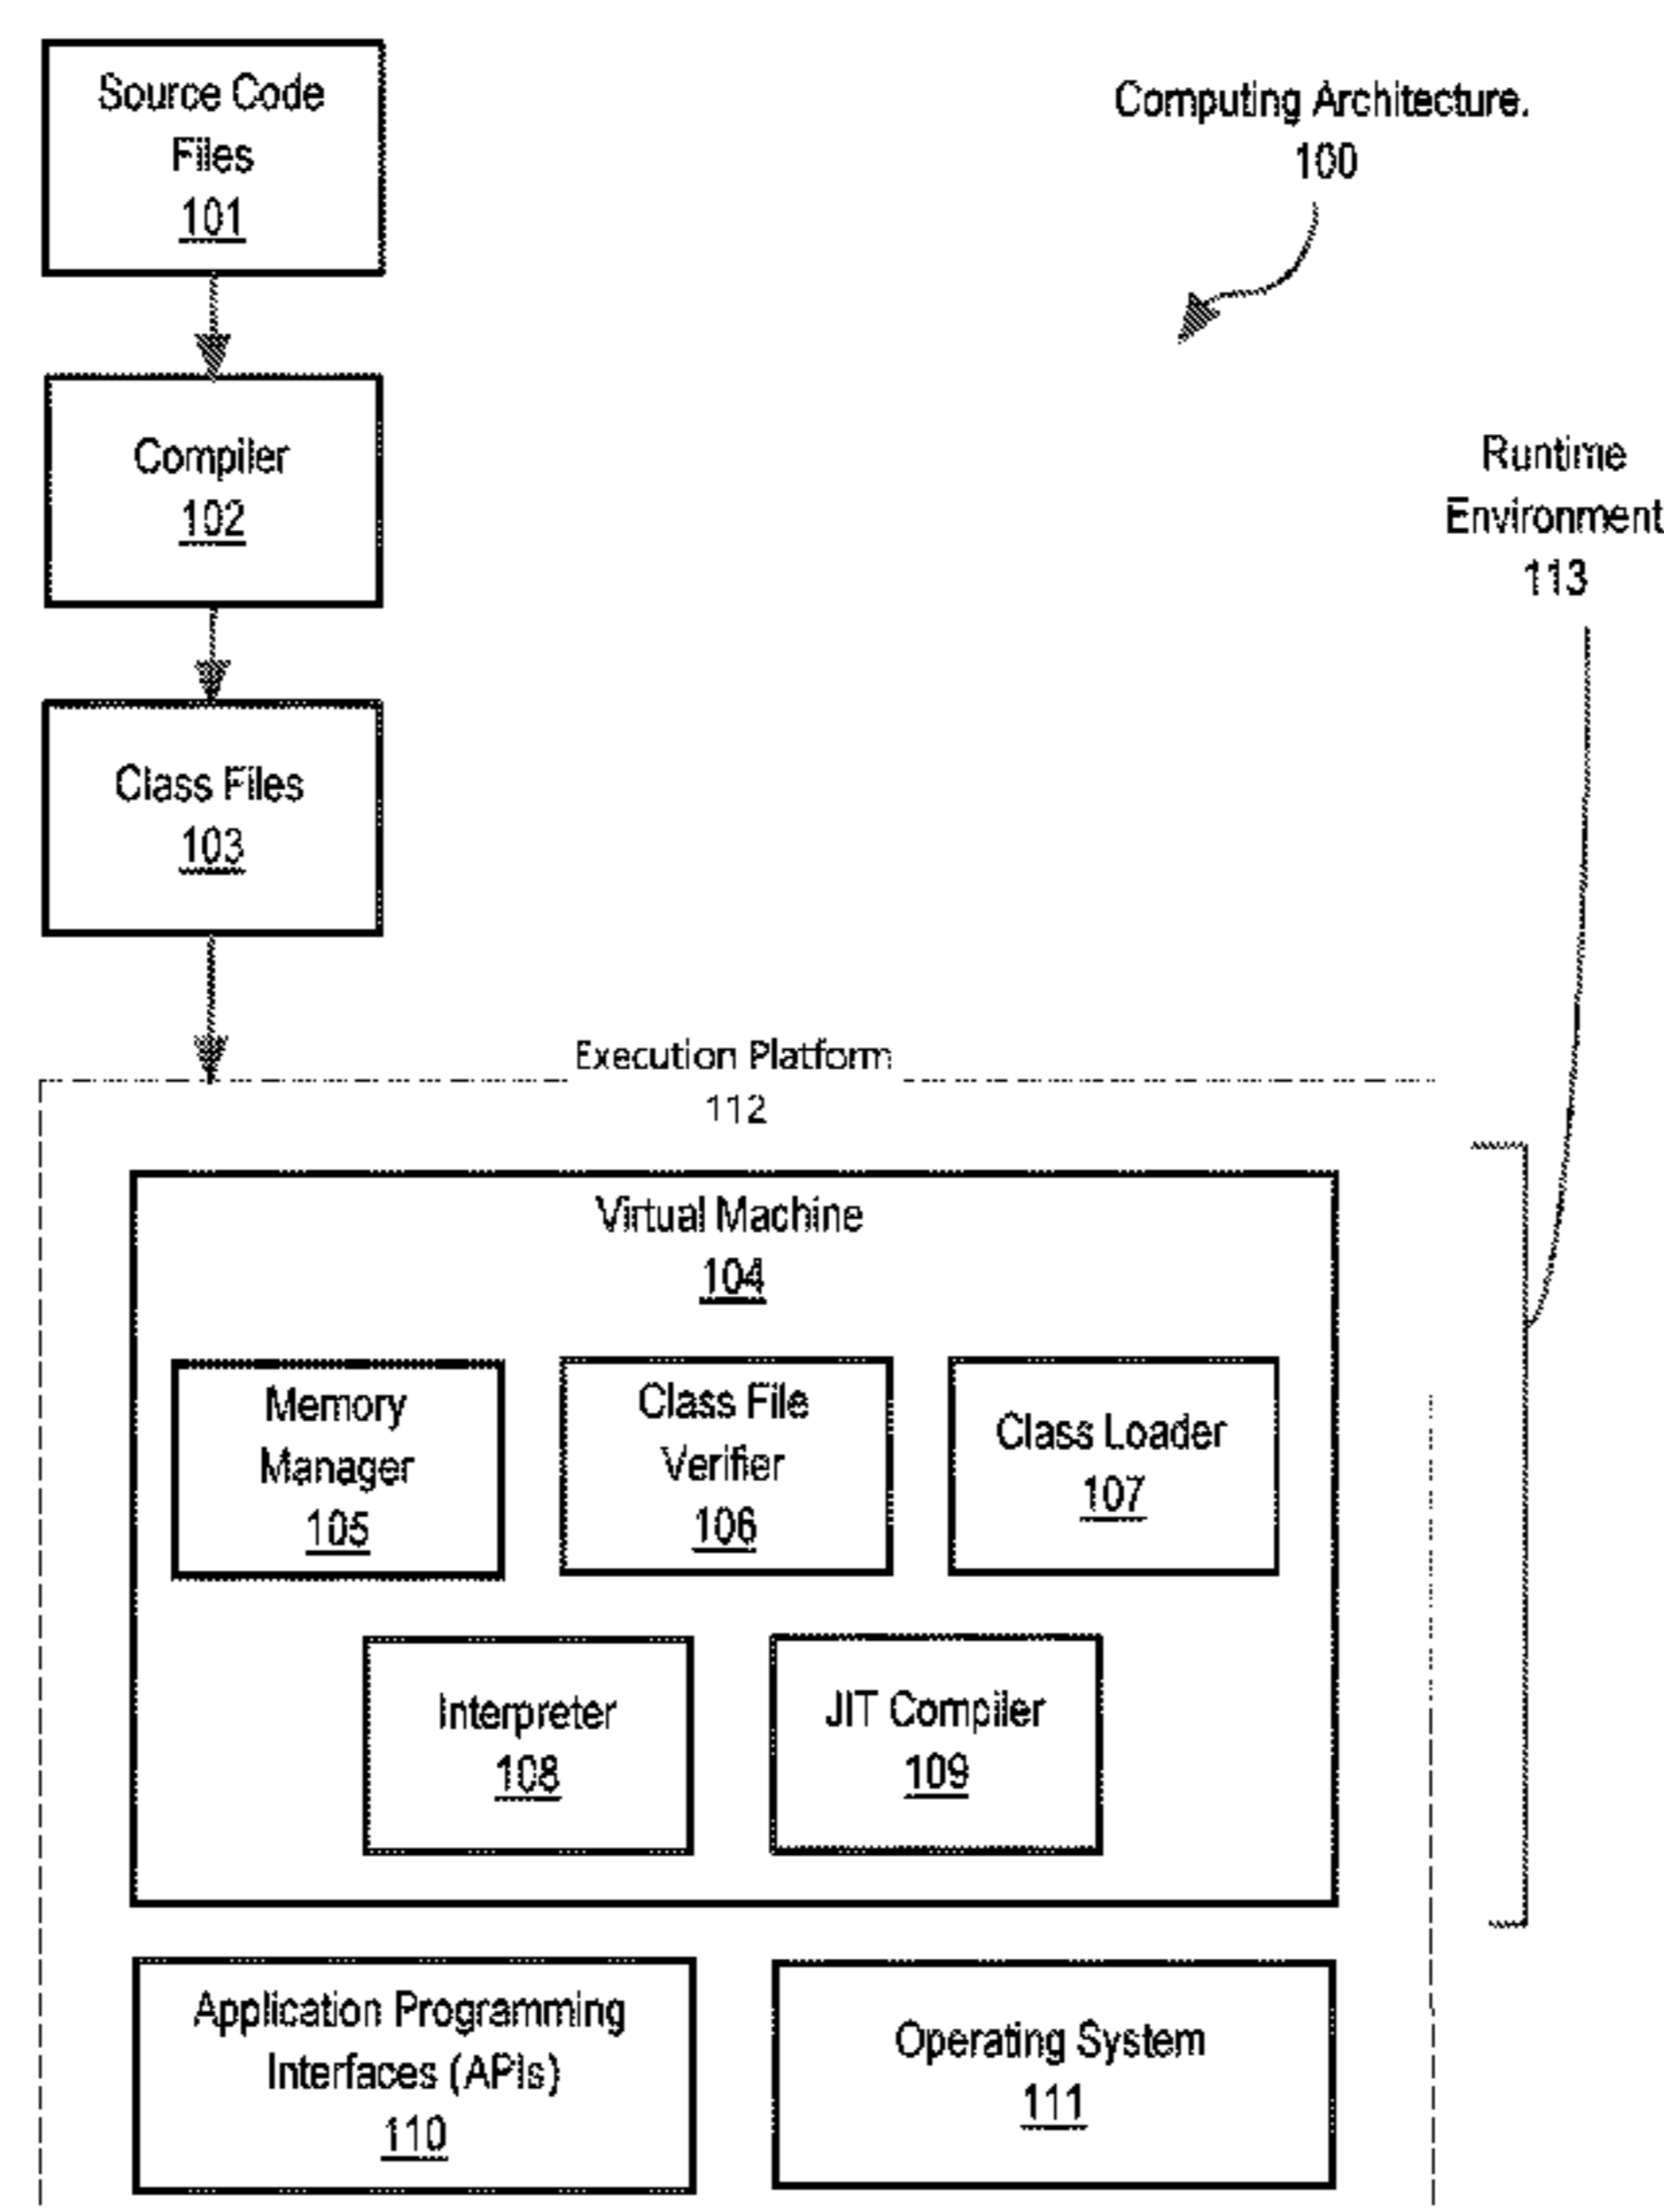 Source Code
Files
101
Computing Architecture.
100
Compiler
102
Runtime
Environment
113
Class Files
103
Execution Platform
112
Virtual Machine
104
Memory
Manager
105
Class File
Verifier
106
Class Loader
107
Interpreter
108
JIT Compiler
109
Application Programming
Interfaces (APIs)
110
Operating System
111